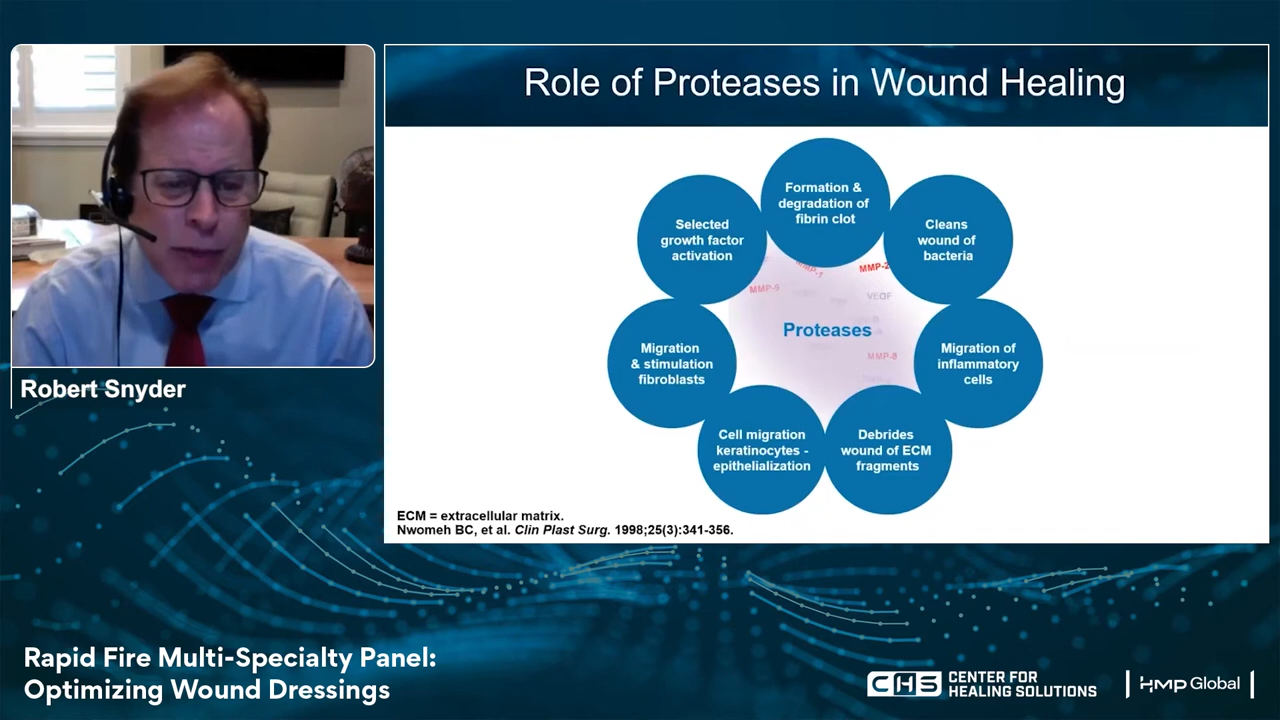 Role of Proteases in Wound Healing
Formation &
degradation of
fibrin clot
Selected
growth factor
activation
Cleans
wound of
bacteria
MMP-1
MMP-2
MMP-9
VEGF
Proteases
MMP-8
Migration
& stimulation
fibroblasts
Migration of
inflammatory
cells
Cell migration
keratinocytes -
epithelialization
Debrides
wound of ECM
fragments
ECM = extracellular matrix.
Nwomeh BC, et al. Clin Plast Surg. 1998;25(3):341-356.
Robert Snyder
Rapid Fire Multi-Specialty Panel:
Optimizing Wound Dressings
CHS CENTER FOR
HEALING SOLUTIONS
HMP Global